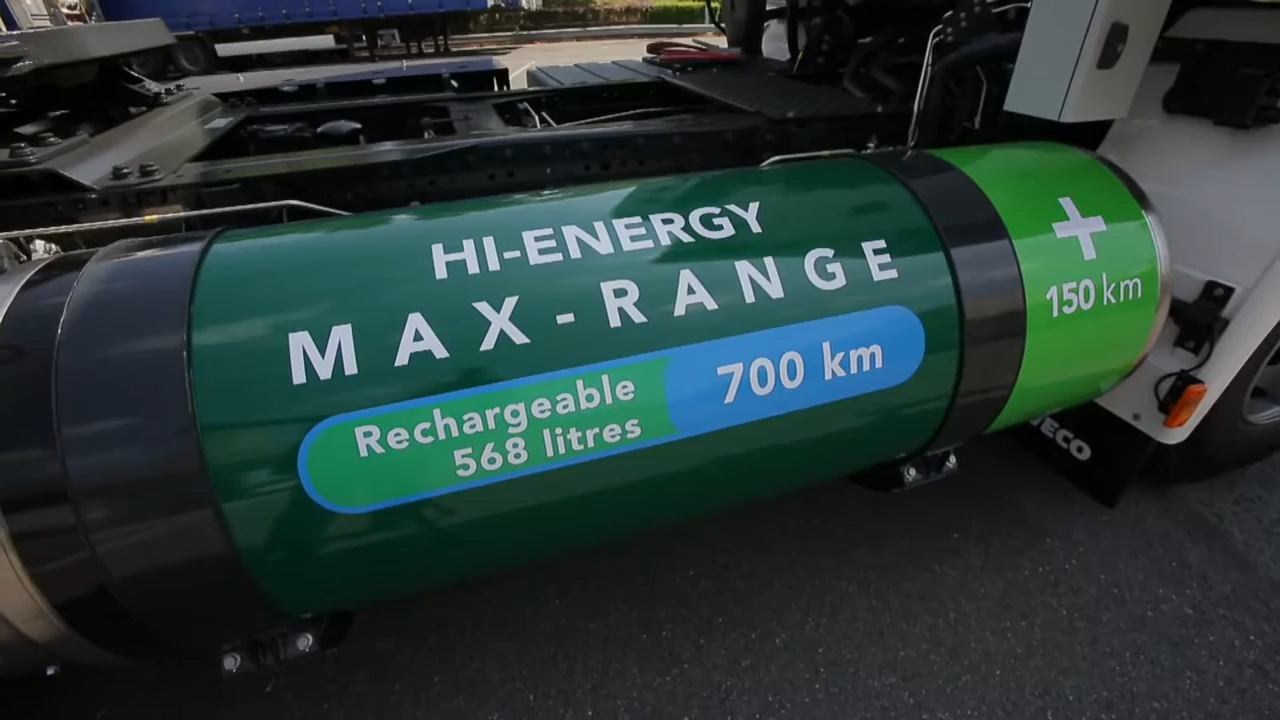 HI-ENERGY
MAX-RANGE
Rechargeable
568 litres
700 km
+
150 km
IVECO